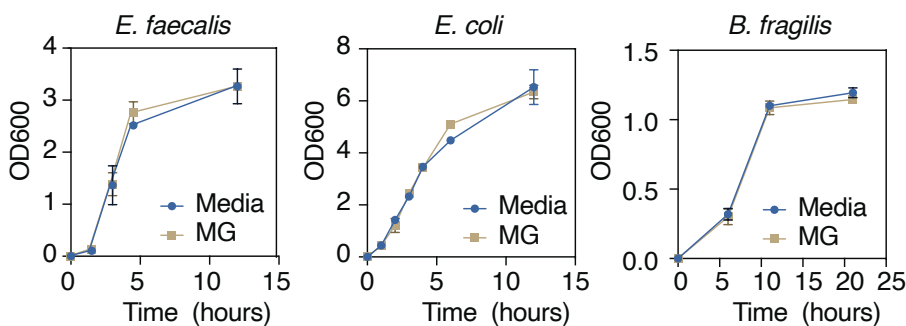 E. faecalis
OD600
4
3
2
1
0
0 5 10 15
Time (hours)
Media
MG
E. coli
OD600
8
6
4
2
0
0 5 10 15
Time (hours)
Media
MG
B. fragilis
OD600
1.5
1.0
0.5
0.0
0 5 10 15 20 25
Time (hours)
Media
MG